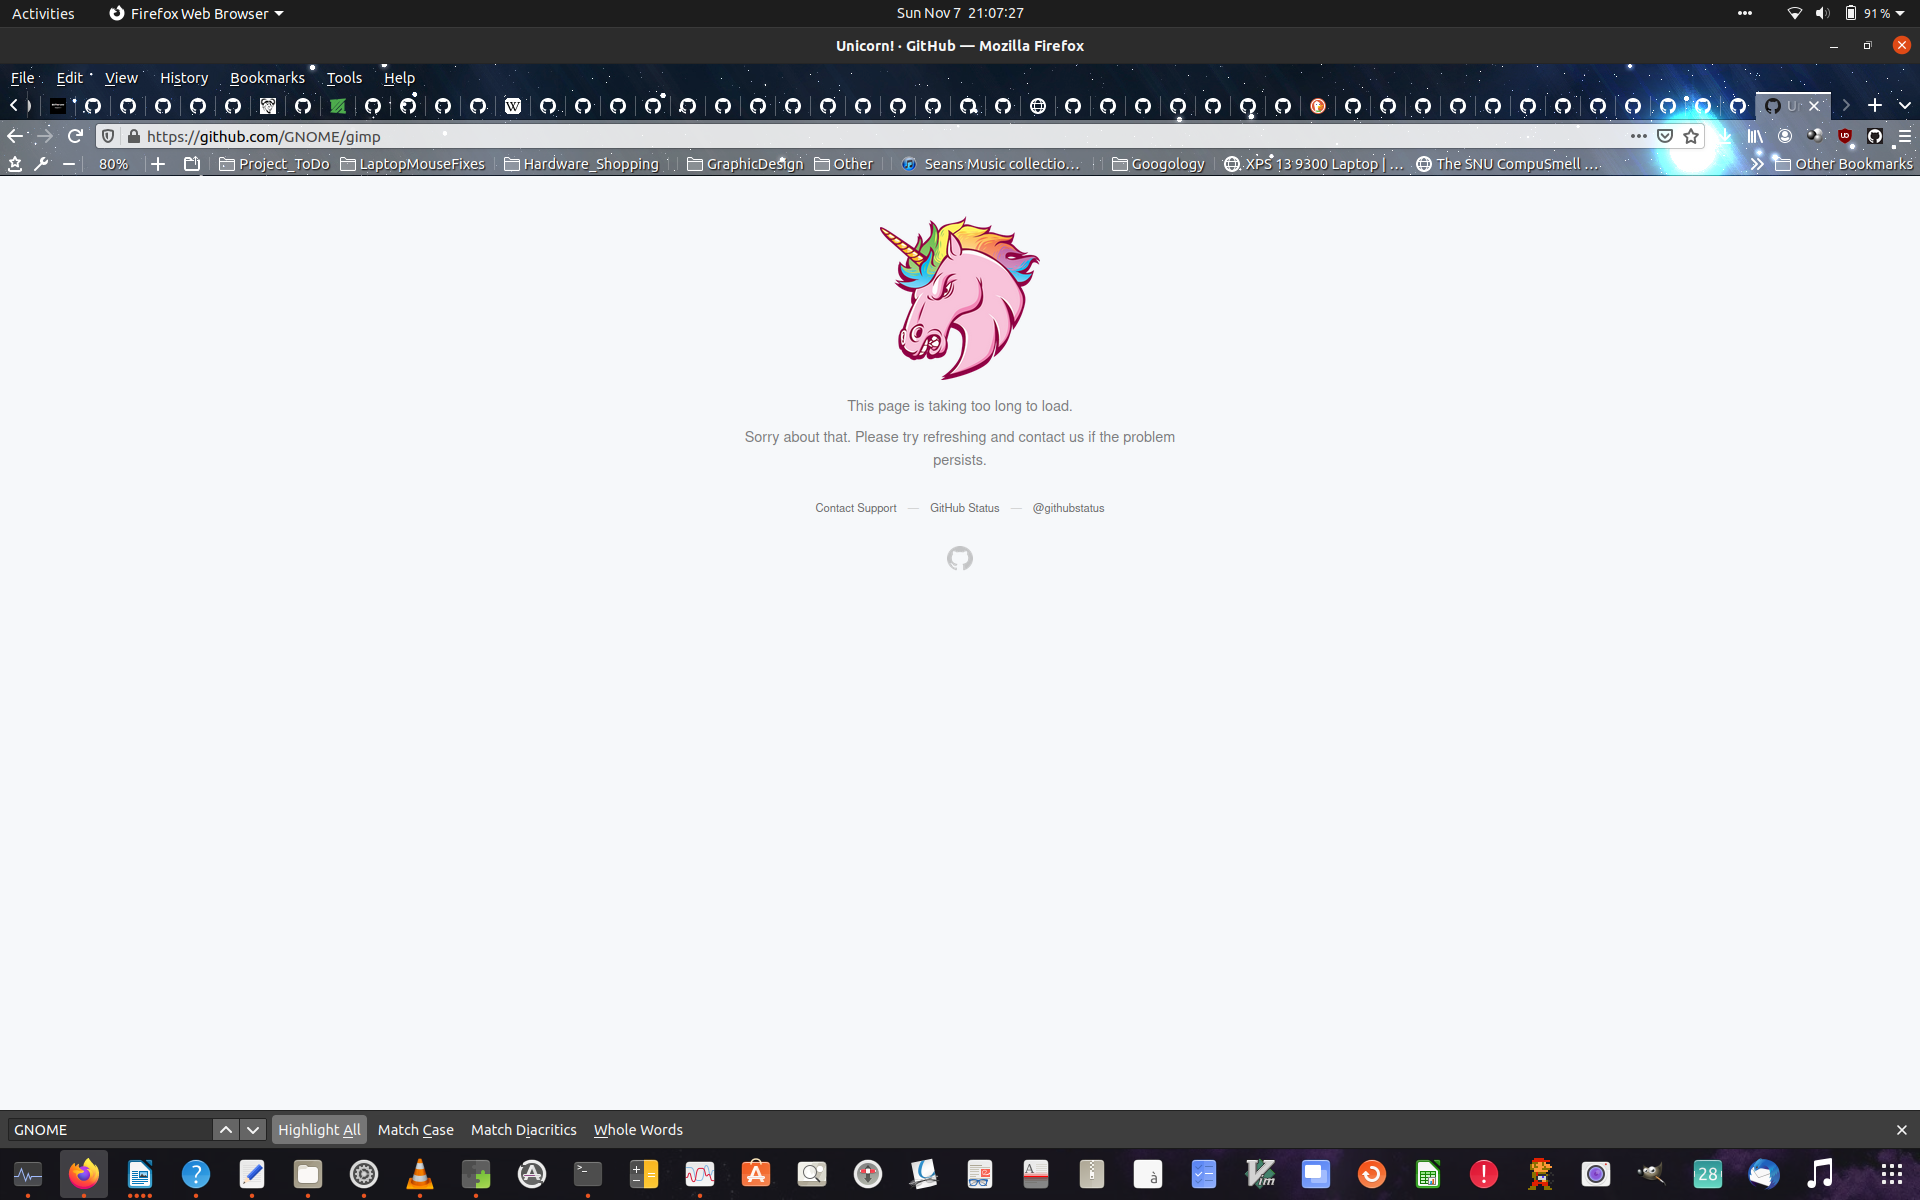 Activities
Firefox Web Browser
Sun Nov 7 21:07:27
91 %
Unicorn! · GitHub — Mozilla Firefox
File Edit View History Bookmarks Tools Help
https://github.com/GNOME/gimp
80%
Project_ToDo
LaptopMouseFixes
Hardware_Shopping
GraphicDesign
Other
Seans Music collectio...
Googology
XPS 13 9300 Laptop | ...
The SNU CompuSmell ...
Other Bookmarks
This page is taking too long to load.
Sorry about that. Please try refreshing and contact us if the problem
persists.
Contact Support — GitHub Status — @githubstatus
GNOME
Highlight All
Match Case
Match Diacritics
Whole Words
28